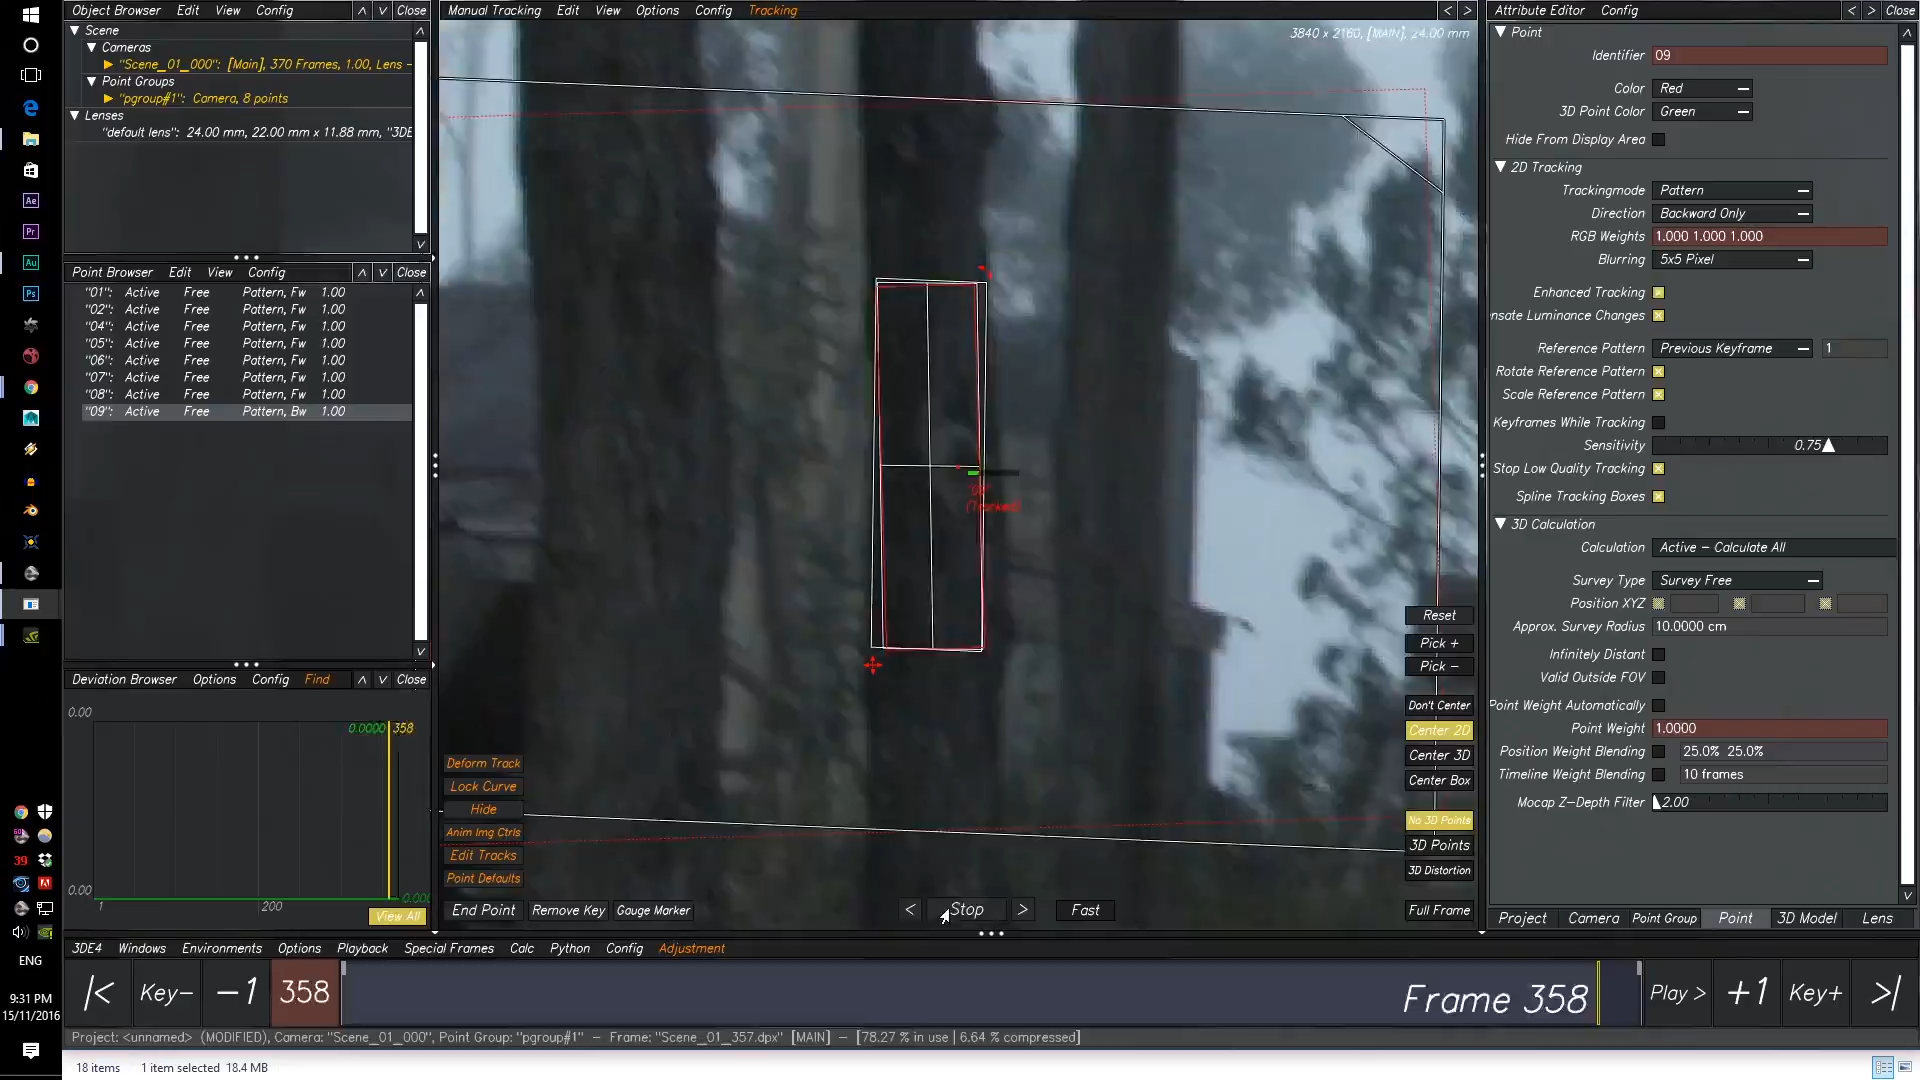 Object Browser Edit View Config Close
Scene
Cameras
"Scene_01_000": [Main], 370 Frames, 1.00, Lens -
Point Groups
"pgroup#1": Camera, 8 points
Lenses
"default lens": 24.00 mm, 22.00 mm x 11.88 mm, "3DE
Point Browser Edit View Config Close
"01": Active Free Pattern, Fw 1.00
"02": Active Free Pattern, Fw 1.00
"04": Active Free Pattern, Fw 1.00
"05": Active Free Pattern, Fw 1.00
"06": Active Free Pattern, Fw 1.00
"07": Active Free Pattern, Fw 1.00
"08": Active Free Pattern, Fw 1.00
"09": Active Free Pattern, Bw 1.00
Deviation Browser Options Config Find Close
0.00
0.0000 358
0.00
1 200
View All
Manual Tracking Edit View Options Config Tracking
3840 x 2160, [MAIN], 24.00 mm
(Tracked)
Reset
Pick +
Pick -
Don't Center
Center 2D
Center 3D
Center Box
No 3D Points
3D Points
3D Distortion
Full Frame
Deform Track
Lock Curve
Hide
Anim Img Ctrls
Edit Tracks
Point Defaults
End Point Remove Key Gauge Marker < Stop > Fast
Attribute Editor Config < > Close
Point
Identifier 09
Color Red
3D Point Color Green
Hide From Display Area
2D Tracking
Trackingmode Pattern
Direction Backward Only
RGB Weights 1.000 1.000 1.000
Blurring 5x5 Pixel
Enhanced Tracking
nsate Luminance Changes
Reference Pattern Previous Keyframe 1
Rotate Reference Pattern
Scale Reference Pattern
Keyframes While Tracking
Sensitivity 0.75
Stop Low Quality Tracking
Spline Tracking Boxes
3D Calculation
Calculation Active - Calculate All
Survey Type Survey Free
Position XYZ
Approx. Survey Radius 10.0000 cm
Infinitely Distant
Valid Outside FOV
Point Weight Automatically
Point Weight 1.0000
Position Weight Blending 25.0% 25.0%
Timeline Weight Blending 10 frames
Mocap Z-Depth Filter 2.00
Project Camera Point Group Point 3D Model Lens
3DE4 Windows Environments Options Playback Special Frames Calc Python Config Adjustment
|< Key- -1 358 Frame 358 Play > +1 Key+ >|
Project: <unnamed> (MODIFIED), Camera: "Scene_01_000", Point Group: "pgroup#1" - Frame: "Scene_01_357.dpx" [MAIN] - [78.27 % in use | 6.64 % compressed]
18 items 1 item selected 18.4 MB
Ae
Pr
Au
Ps
39
ENG
9:31 PM
15/11/2016